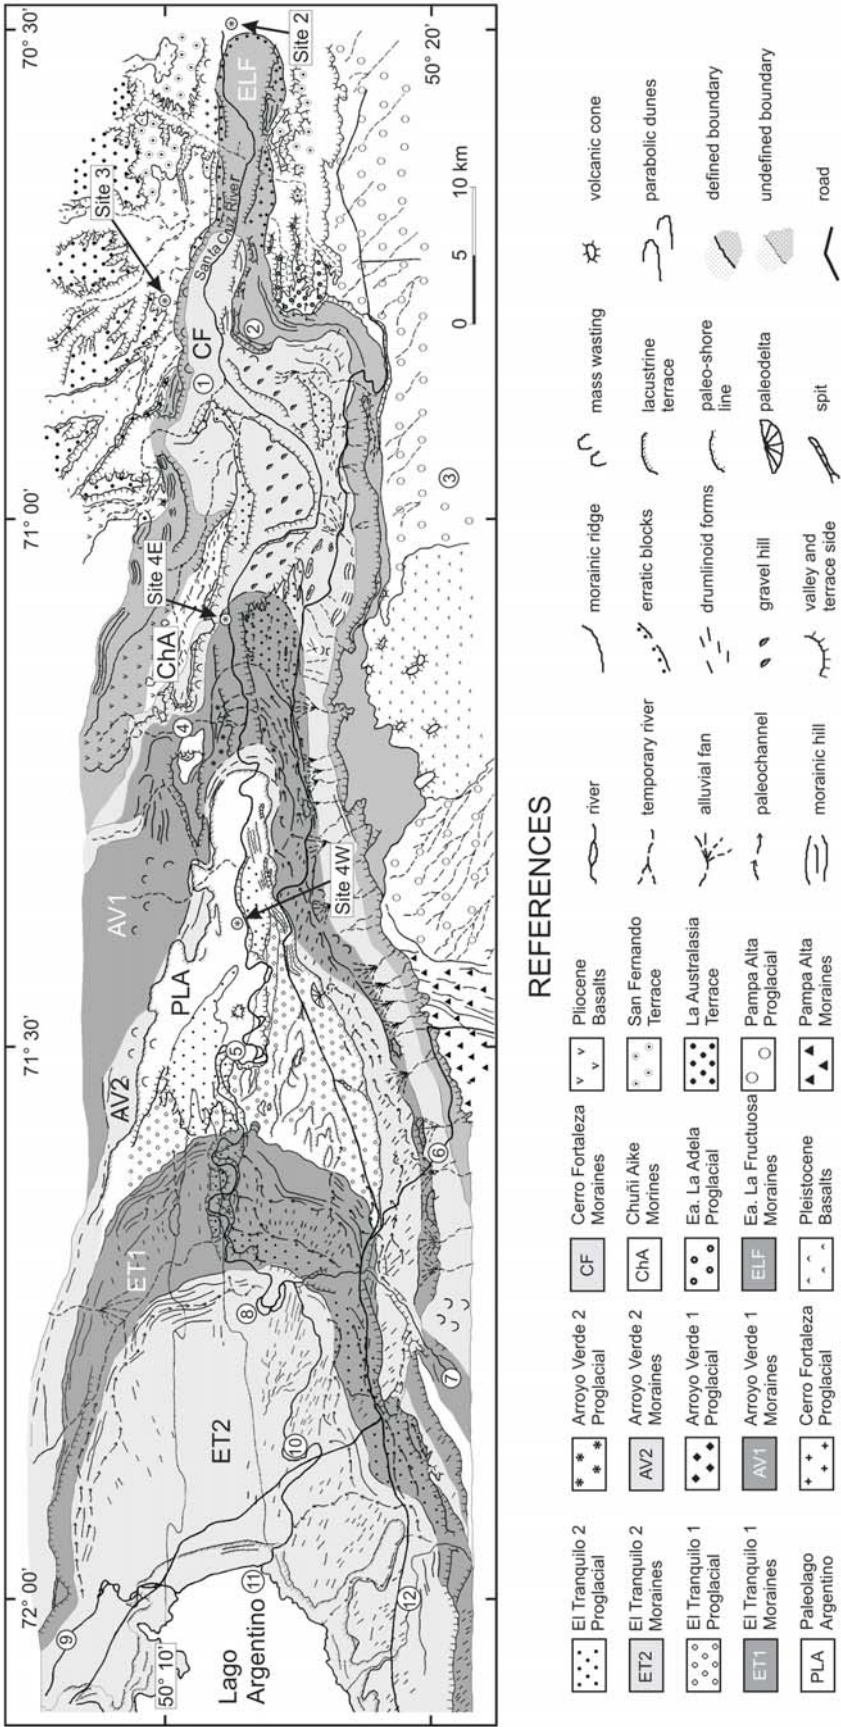 72° 00'
71° 30'
71° 00'
70° 30'
50° 10'
50° 20'
Lago
Argentino
ET2
ET1
AV2
AV1
PLA
ChA
CF
ELF
Santa Cruz River
Site 4W
Site 4E
Site 3
Site 2
1
2
3
4
5
6
7
8
9
10
11
12
0 5 10 km
REFERENCES
El Tranquilo 2
Proglacial
ET2
El Tranquilo 2
Moraines
El Tranquilo 1
Proglacial
ET1
El Tranquilo 1
Moraines
PLA
Paleolago
Argentino
Arroyo Verde 2
Proglacial
AV2
Arroyo Verde 2
Moraines
Arroyo Verde 1
Proglacial
AV1
Arroyo Verde 1
Moraines
Cerro Fortaleza
Proglacial
CF
Cerro Fortaleza
Moraines
ChA
Chuñi Aike
Morines
Ea. La Adela
Proglacial
ELF
Ea. La Fructuosa
Moraines
Pleistocene
Basalts
Pliocene
Basalts
San Fernando
Terrace
La Australasia
Terrace
Pampa Alta
Proglacial
Pampa Alta
Moraines
river
temporary river
alluvial fan
paleochannel
morainic hill
morainic ridge
erratic blocks
drumlinoid forms
gravel hill
valley and
terrace side
mass wasting
lacustrine
terrace
paleo-shore
line
paleodelta
spit
volcanic cone
parabolic dunes
defined boundary
undefined boundary
road